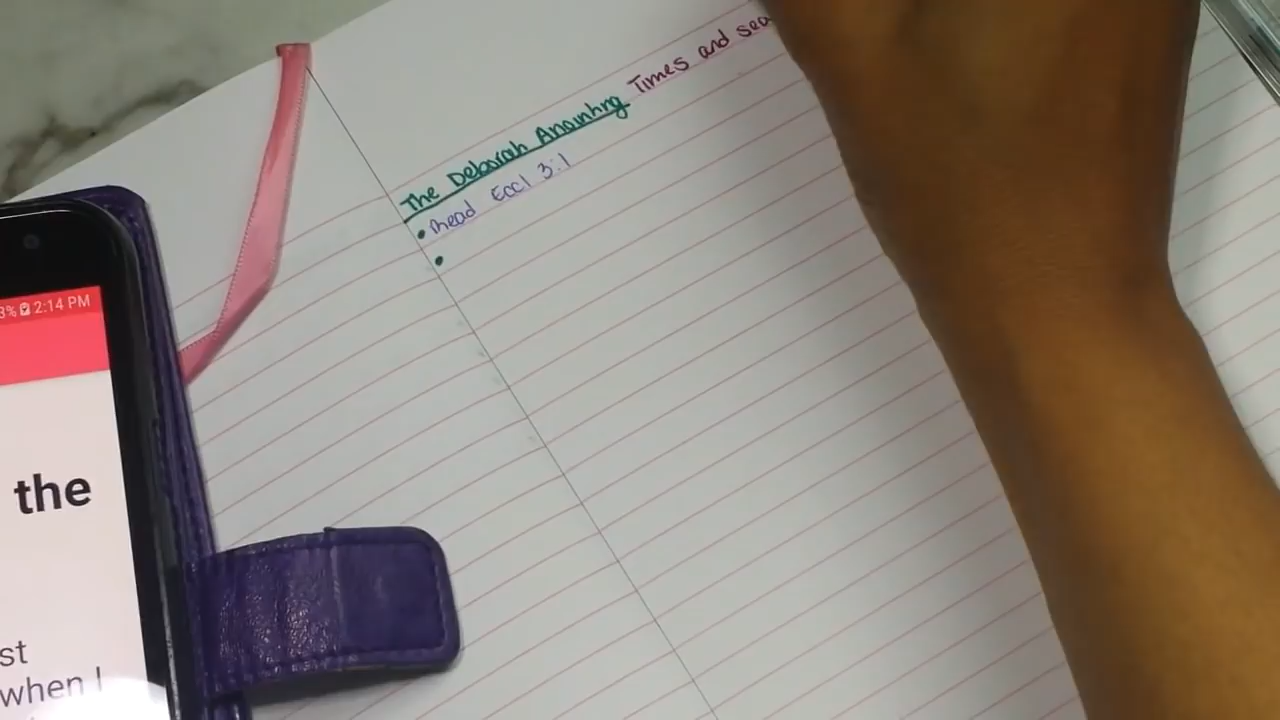 The Deborah Anointing Times and sea
• Read Eccl 3:1
•
3% 2:14 PM
the
st
when I